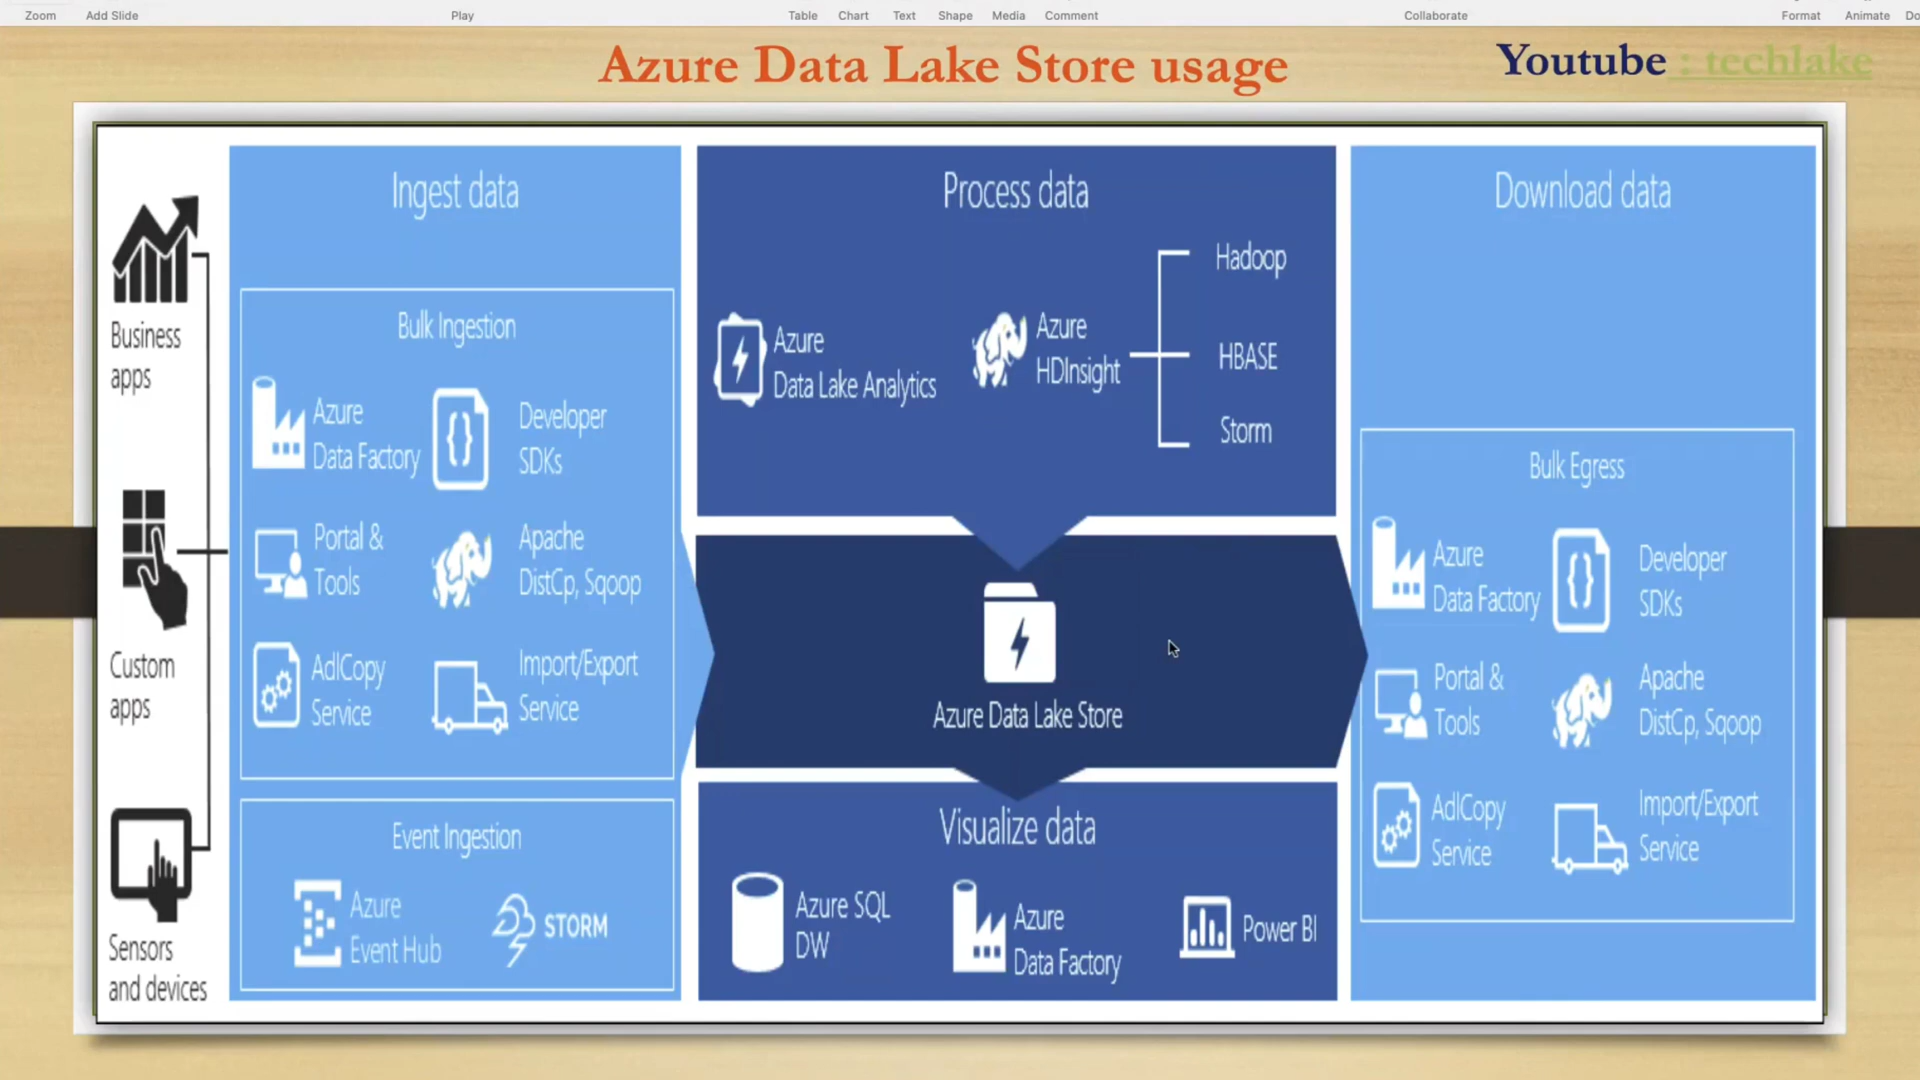 Zoom
Add Slide
Play
Table
Chart
Text
Shape
Media
Comment
Collaborate
Format
Animate
Do
Azure Data Lake Store usage
Youtube : techlake
Business
apps
Custom
apps
Sensors
and devices
Ingest data
Bulk Ingestion
Azure
Data Factory
Developer
SDKs
Portal &
Tools
Apache
DistCp, Sqoop
AdlCopy
Service
Import/Export
Service
Event Ingestion
Azure
Event Hub
STORM
Process data
Azure
Data Lake Analytics
Azure
HDInsight
Hadoop
HBASE
Storm
Azure Data Lake Store
Visualize data
Azure SQL
DW
Azure
Data Factory
Power BI
Download data
Bulk Egress
Azure
Data Factory
Developer
SDKs
Portal &
Tools
Apache
DistCp, Sqoop
AdlCopy
Service
Import/Export
Service